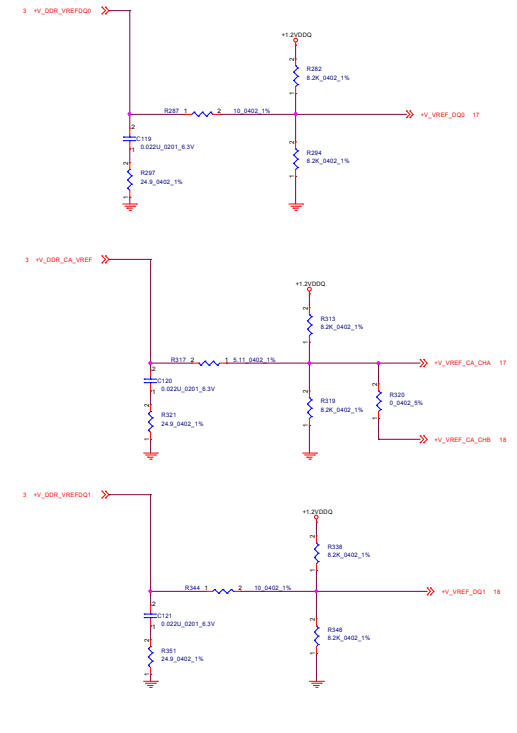 3 +V_DDR_VREFDQ0
+1.2VDDQ
2
R282
8.2K_0402_1%
1
R287 1 2 10_0402_1%
+V_VREF_DQ0 17
2
C119
0.022U_0201_6.3V
1
2
R294
8.2K_0402_1%
1
2
R297
24.9_0402_1%
1
3 +V_DDR_CA_VREF
+1.2VDDQ
2
R313
8.2K_0402_1%
1
R317 2 1 5.11_0402_1%
+V_VREF_CA_CHA 17
2
C120
0.022U_0201_6.3V
1
2
R319
8.2K_0402_1%
1
2
R320
0_0402_5%
1
2
R321
24.9_0402_1%
1
+V_VREF_CA_CHB 18
3 +V_DDR_VREFDQ1
+1.2VDDQ
2
R338
8.2K_0402_1%
1
R344 1 2 10_0402_1%
+V_VREF_DQ1 18
2
C121
0.022U_0201_6.3V
1
2
R348
8.2K_0402_1%
1
2
R351
24.9_0402_1%
1